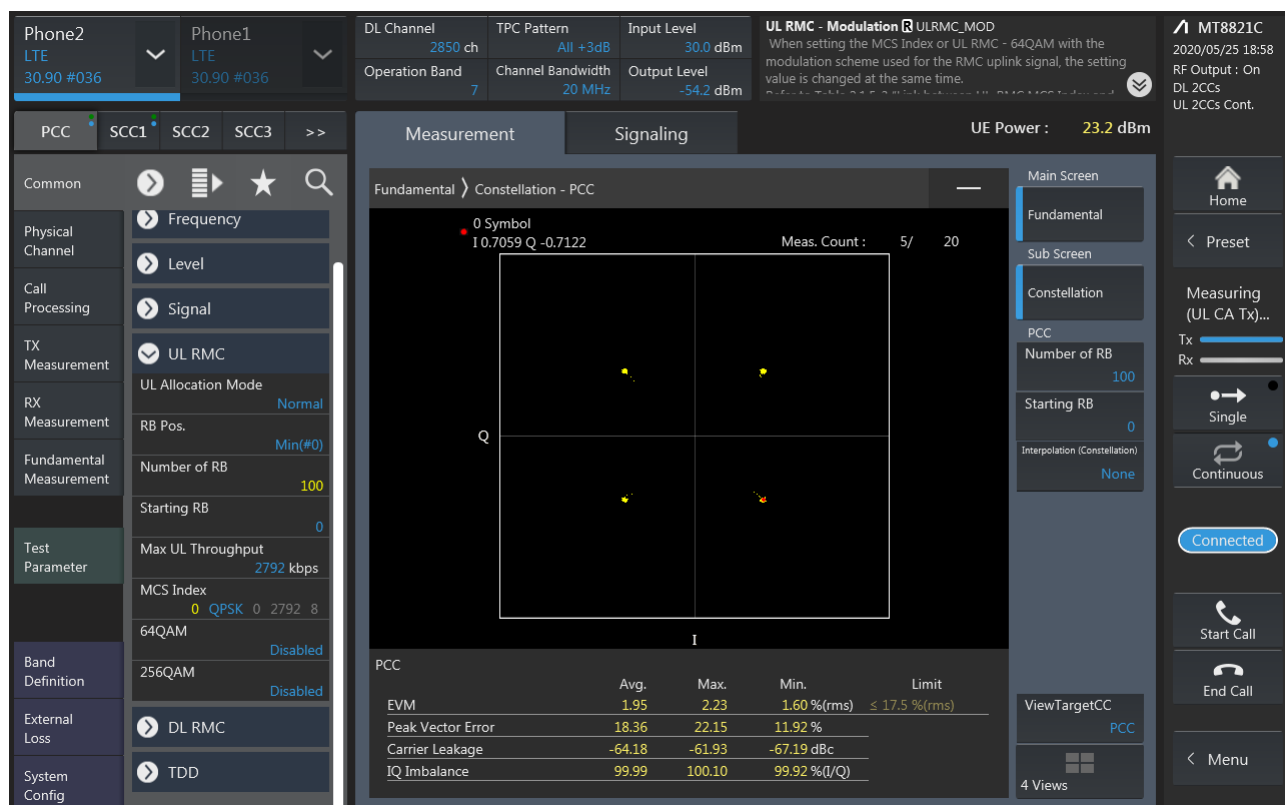 Phone2
LTE
30.90 #036
Phone1
LTE
30.90 #036
DL Channel
2850 ch
Operation Band
7
TPC Pattern
All +3dB
Channel Bandwidth
20 MHz
Input Level
30.0 dBm
Output Level
-54.2 dBm
UL RMC - Modulation R ULRMC_MOD
When setting the MCS Index or UL RMC - 64QAM with the
modulation scheme used for the RMC uplink signal, the setting
value is changed at the same time.
MT8821C
2020/05/25 18:58
RF Output : On
DL 2CCs
UL 2CCs Cont.
PCC SCC1 SCC2 SCC3 >>
Measurement
Signaling
UE Power : 23.2 dBm
Common
Physical
Channel
Call
Processing
TX
Measurement
RX
Measurement
Fundamental
Measurement
Test
Parameter
Band
Definition
External
Loss
System
Config
Frequency
Level
Signal
UL RMC
UL Allocation Mode
Normal
RB Pos.
Min(#0)
Number of RB
100
Starting RB
0
Max UL Throughput
2792 kbps
MCS Index
0 QPSK 0 2792 8
64QAM
Disabled
256QAM
Disabled
DL RMC
TDD
Fundamental > Constellation - PCC
0 Symbol
I 0.7059 Q -0.7122
Meas. Count : 5/ 20
Q
I
PCC
Avg. Max. Min. Limit
EVM 1.95 2.23 1.60 %(rms) ≤ 17.5 %(rms)
Peak Vector Error 18.36 22.15 11.92 %
Carrier Leakage -64.18 -61.93 -67.19 dBc
IQ Imbalance 99.99 100.10 99.92 %(I/Q)
Main Screen
Fundamental
Sub Screen
Constellation
PCC
Number of RB
100
Starting RB
0
Interpolation (Constellation)
None
ViewTargetCC
PCC
4 Views
Home
< Preset
Measuring
(UL CA Tx)...
Tx
Rx
Single
Continuous
Connected
Start Call
End Call
< Menu